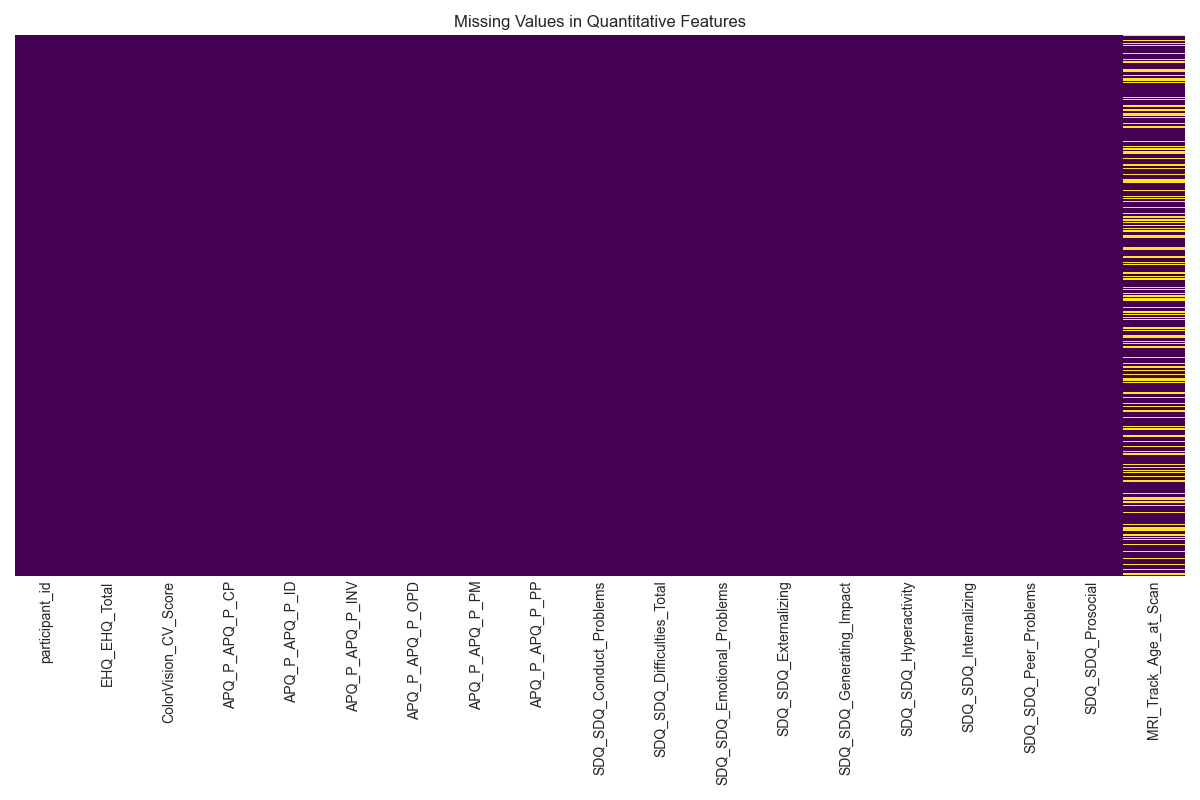 Missing Values in Quantitative Features
participant_id
EHQ_EHQ_Total
ColorVision_CV_Score
APQ_P_APQ_P_CP
APQ_P_APQ_P_ID
APQ_P_APQ_P_INV
APQ_P_APQ_P_OPD
APQ_P_APQ_P_PM
APQ_P_APQ_P_PP
SDQ_SDQ_Conduct_Problems
SDQ_SDQ_Difficulties_Total
SDQ_SDQ_Emotional_Problems
SDQ_SDQ_Externalizing
SDQ_SDQ_Generating_Impact
SDQ_SDQ_Hyperactivity
SDQ_SDQ_Internalizing
SDQ_SDQ_Peer_Problems
SDQ_SDQ_Prosocial
MRI_Track_Age_at_Scan